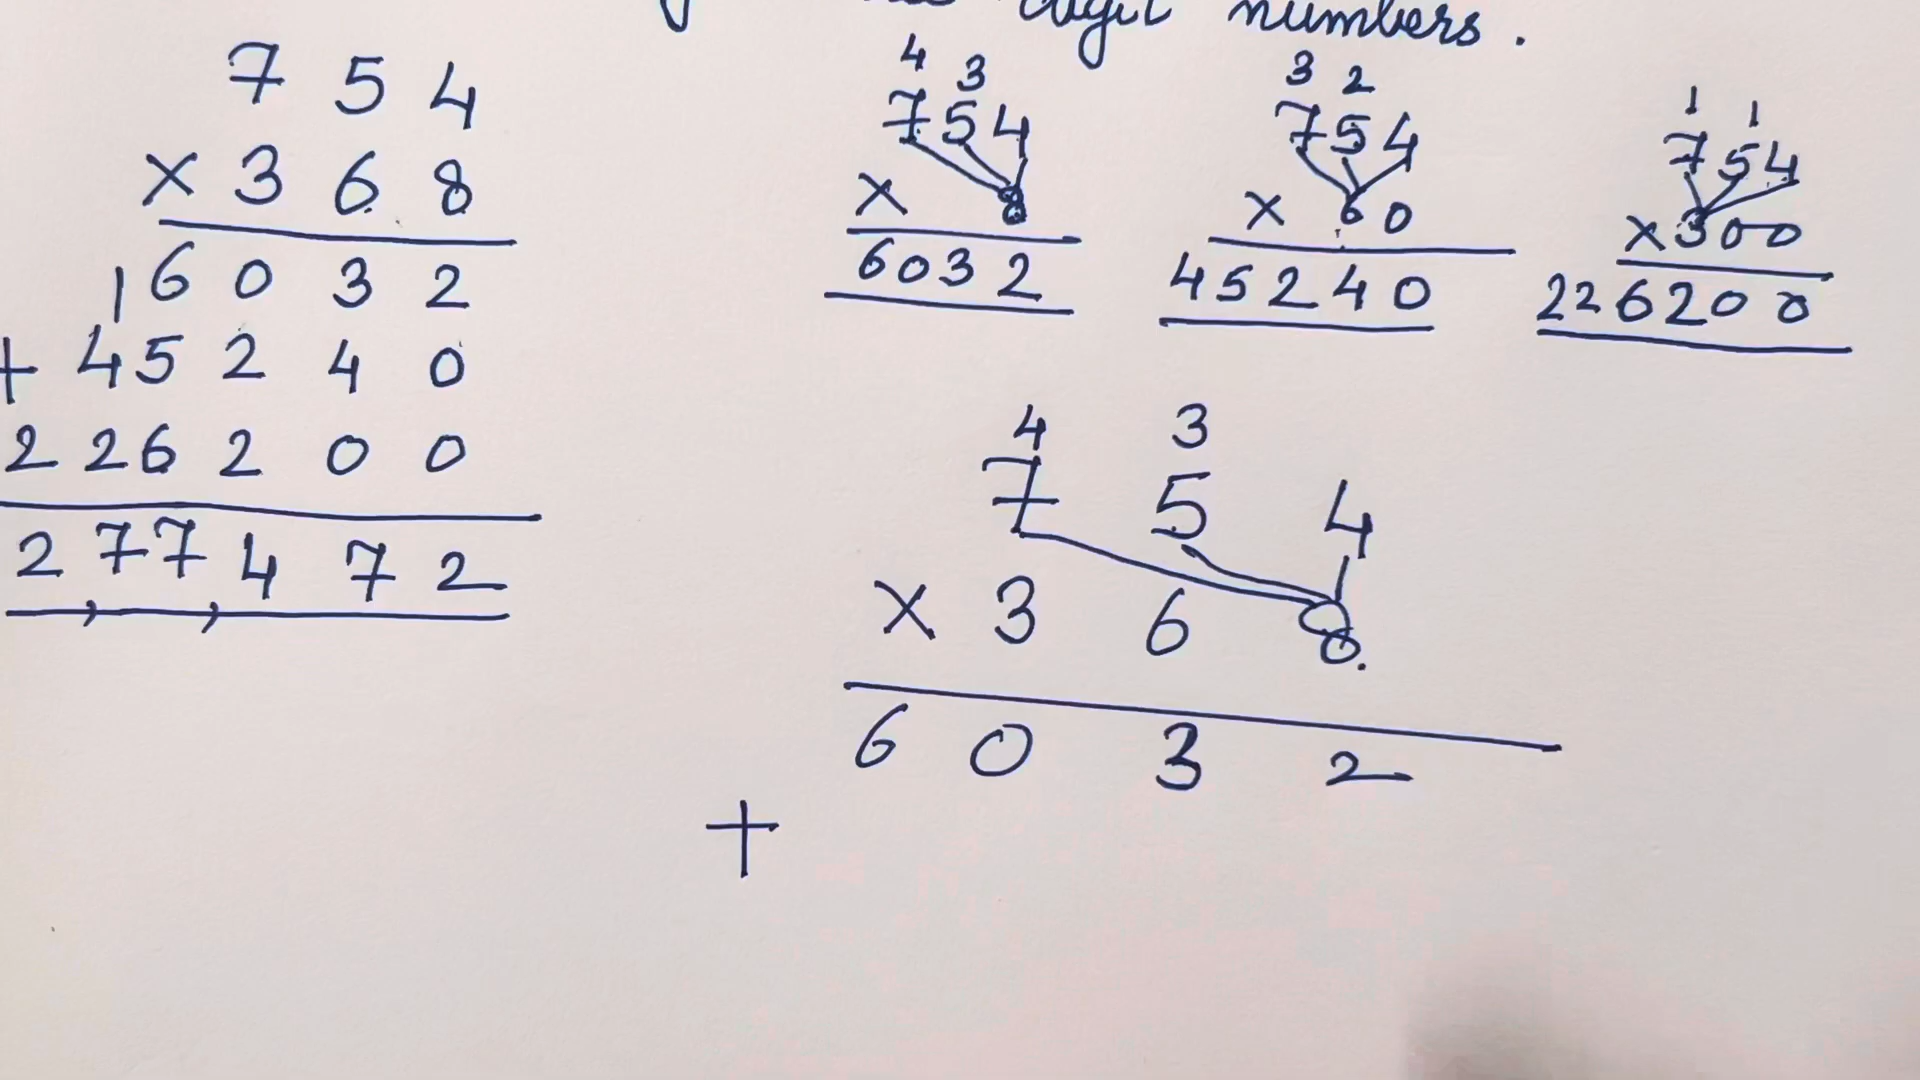 digit numbers.
7 5 4
× 3 6 8
1 6 0 3 2
+ 4 5 2 4 0
2 2 6 2 0 0
2 7 7 4 7 2
4 3
7 5 4
× 8
6 0 3 2
3 2
7 5 4
× 6 0
4 5 2 4 0
1 1
7 5 4
× 3 0 0
2 2 6 2 0 0
4 3
7 5 4
× 3 6 8
6 0 3 2
+